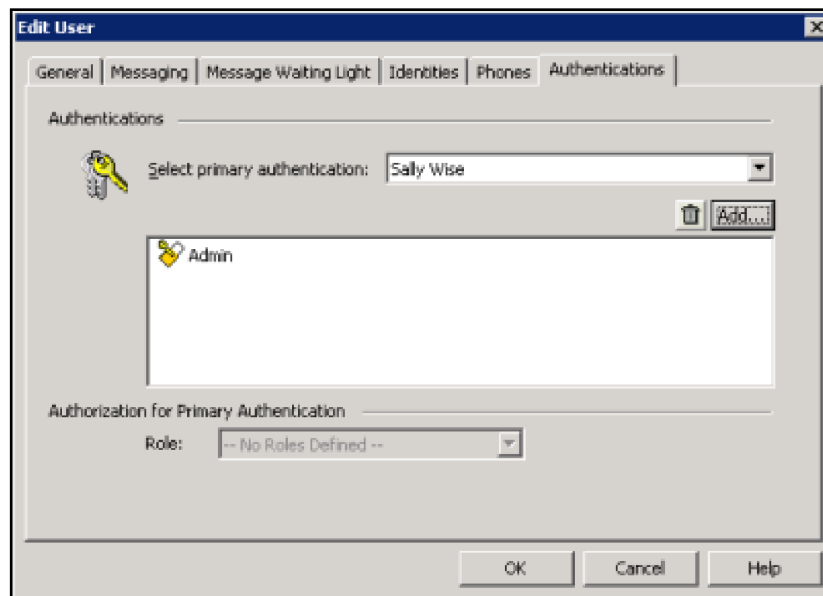 Edit User
General Messaging Message Waiting Light Identities Phones Authentications
Authentications
Select primary authentication: Sally Wise
Add...
Admin
Authorization for Primary Authentication
Role: -- No Roles Defined --
OK Cancel Help